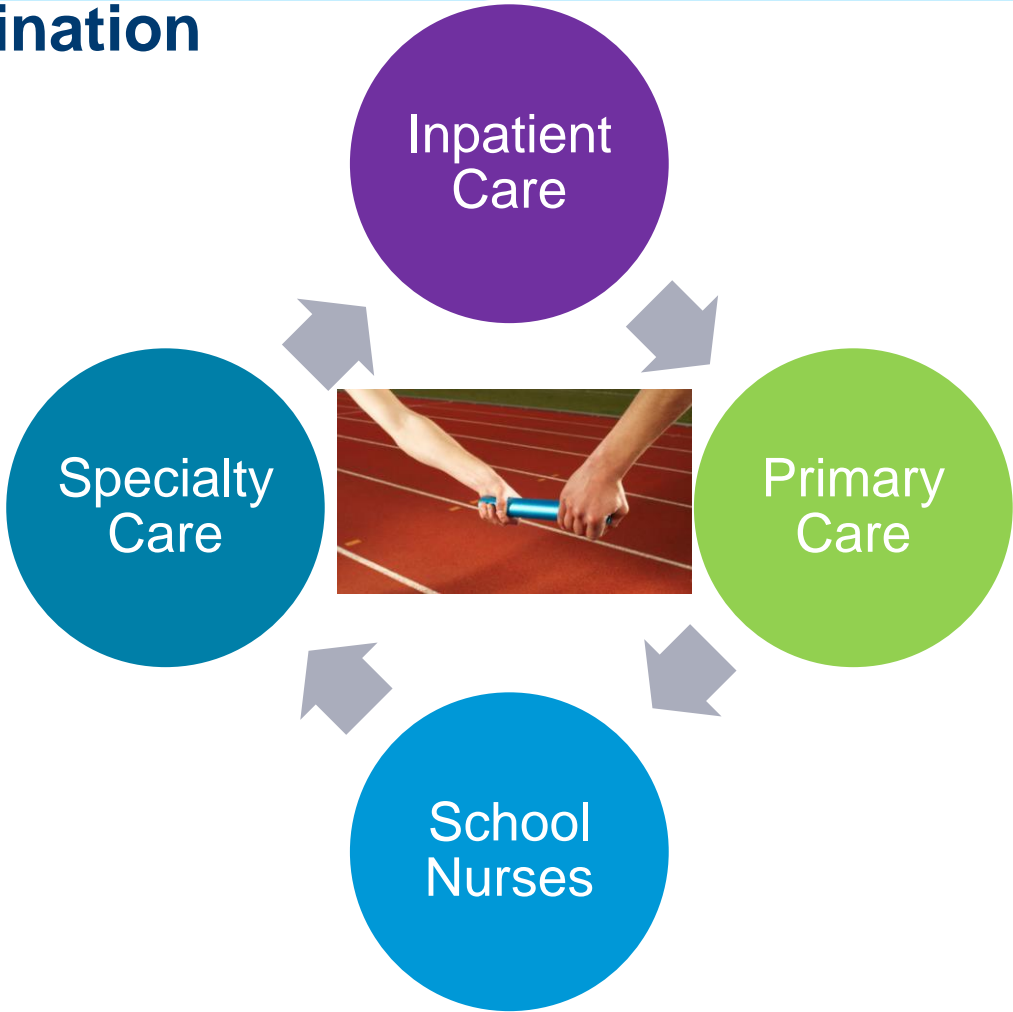 ination
Inpatient
Care
Specialty
Care
Primary
Care
School
Nurses